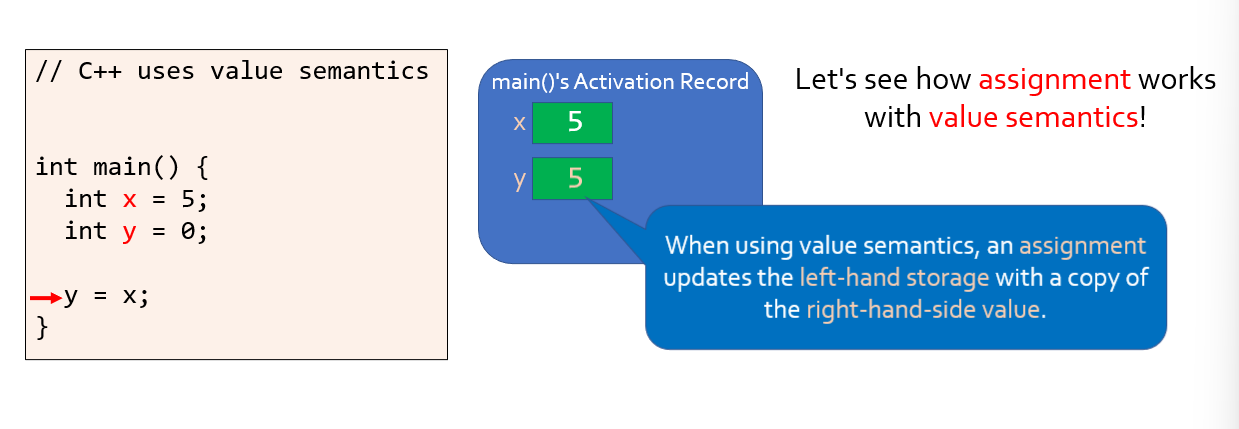 // C++ uses value semantics
int main() {
int x = 5;
int y = 0;
y = x;
}
main()'s Activation Record
x 5
y 5
Let's see how assignment works
with value semantics!
When using value semantics, an assignment
updates the left-hand storage with a copy of
the right-hand-side value.